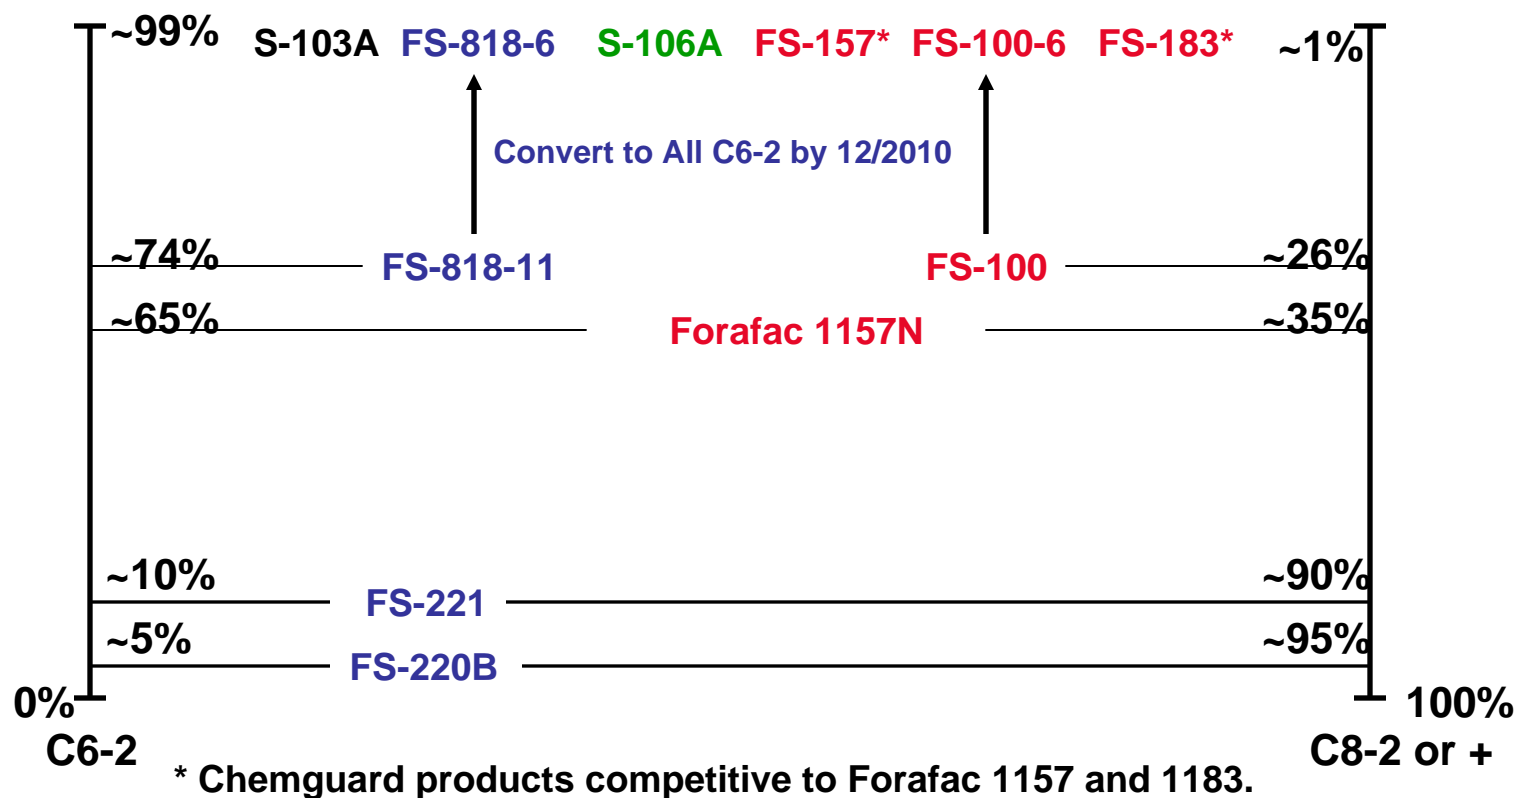 ~99% S-103A FS-818-6 S-106A FS-157* FS-100-6 FS-183* ~1%
Convert to All C6-2 by 12/2010
~74% FS-818-11 FS-100 ~26%
~65% Forafac 1157N ~35%
~10% FS-221 ~90%
~5% FS-220B ~95%
0% 100%
C6-2 C8-2 or +
* Chemguard products competitive to Forafac 1157 and 1183.